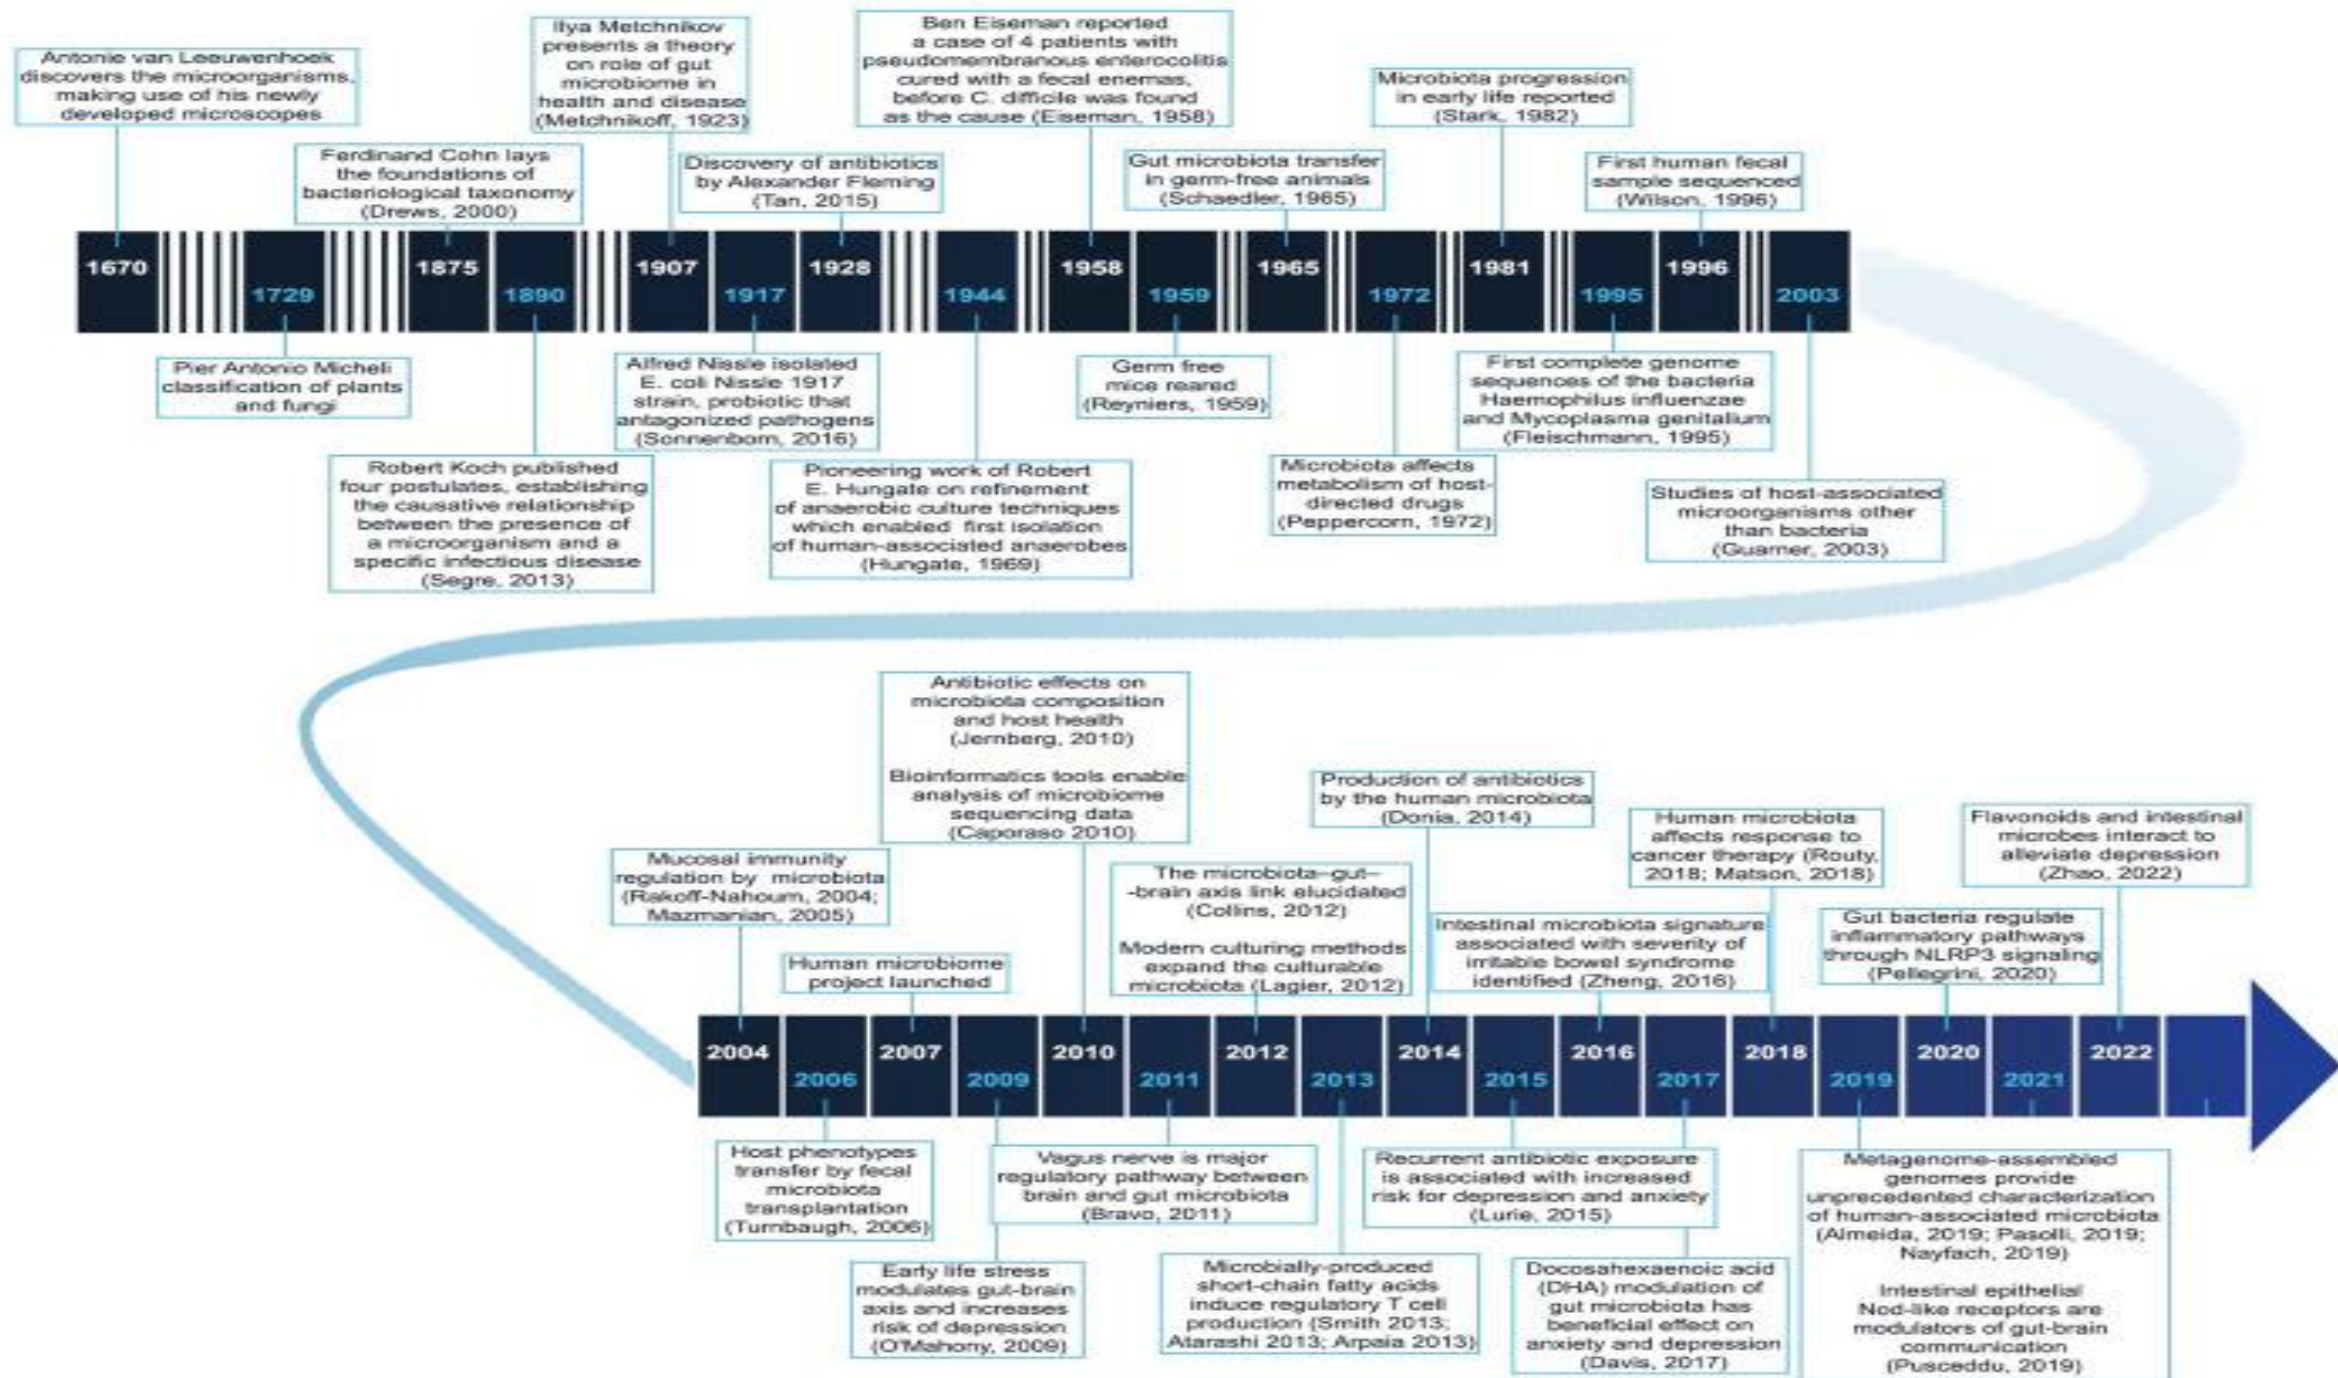 Antonie van Leeuwenhoek
discovers the microorganisms,
making use of his newly
developed microscopes
Ferdinand Cohn lays
the foundations of
bacteriological taxonomy
(Drews, 2000)
Ilya Metchnikov
presents a theory
on role of gut
microbiome in
health and disease
(Metchnikoff, 1923)
Discovery of antibiotics
by Alexander Fleming
(Tan, 2015)
Ben Eiseman reported
a case of 4 patients with
pseudomembranous enterocolitis
cured with a fecal enemas,
before C. difficile was found
as the cause (Eiseman, 1958)
Gut microbiota transfer
in germ-free animals
(Schaedler, 1965)
Microbiota progression
in early life reported
(Stark, 1982)
First human fecal
sample sequenced
(Wilson, 1996)
1670
1729
1875
1890
1907
1917
1928
1944
1958
1959
1965
1972
1981
1995
1996
2003
Pier Antonio Micheli
classification of plants
and fungi
Robert Koch published
four postulates, establishing
the causative relationship
between the presence of
a microorganism and a
specific infectious disease
(Segre, 2013)
Alfred Nissle isolated
E. coli Nissle 1917
strain, probiotic that
antagonized pathogens
(Sonnenborn, 2016)
Pioneering work of Robert
E. Hungate on refinement
of anaerobic culture techniques
which enabled first isolation
of human-associated anaerobes
(Hungate, 1969)
Germ free
mice reared
(Reyniers, 1959)
Microbiota affects
metabolism of host-
directed drugs
(Peppercorn, 1972)
First complete genome
sequences of the bacteria
Haemophilus influenzae
and Mycoplasma genitalium
(Fleischmann, 1995)
Studies of host-associated
microorganisms other
than bacteria
(Guarner, 2003)
Mucosal immunity
regulation by microbiota
(Rakoff-Nahoum, 2004;
Mazmanian, 2005)
Human microbiome
project launched
Antibiotic effects on
microbiota composition
and host health
(Jernberg, 2010)
Bioinformatics tools enable
analysis of microbiome
sequencing data
(Caporaso 2010)
The microbiota–gut–
-brain axis link elucidated
(Collins, 2012)
Modern culturing methods
expand the culturable
microbiota (Lagier, 2012)
Production of antibiotics
by the human microbiota
(Donia, 2014)
Intestinal microbiota signature
associated with severity of
irritable bowel syndrome
identified (Zheng, 2016)
Human microbiota
affects response to
cancer therapy (Routy,
2018; Matson, 2018)
Gut bacteria regulate
inflammatory pathways
through NLRP3 signaling
(Pellegrini, 2020)
Flavonoids and intestinal
microbes interact to
alleviate depression
(Zhao, 2022)
2004
2006
2007
2009
2010
2011
2012
2013
2014
2015
2016
2017
2018
2019
2020
2021
2022
Host phenotypes
transfer by fecal
microbiota
transplantation
(Turnbaugh, 2006)
Early life stress
modulates gut-brain
axis and increases
risk of depression
(O'Mahony, 2009)
Vagus nerve is major
regulatory pathway between
brain and gut microbiota
(Bravo, 2011)
Microbially-produced
short-chain fatty acids
induce regulatory T cell
production (Smith 2013;
Atarashi 2013; Arpaia 2013)
Recurrent antibiotic exposure
is associated with increased
risk for depression and anxiety
(Lurie, 2015)
Docosahexaenoic acid
(DHA) modulation of
gut microbiota has
beneficial effect on
anxiety and depression
(Davis, 2017)
Metagenome-assembled
genomes provide
unprecedented characterization
of human-associated microbiota
(Almeida, 2019; Pasolli, 2019;
Nayfach, 2019)
Intestinal epithelial
Nod-like receptors are
modulators of gut-brain
communication
(Pusceddu, 2019)